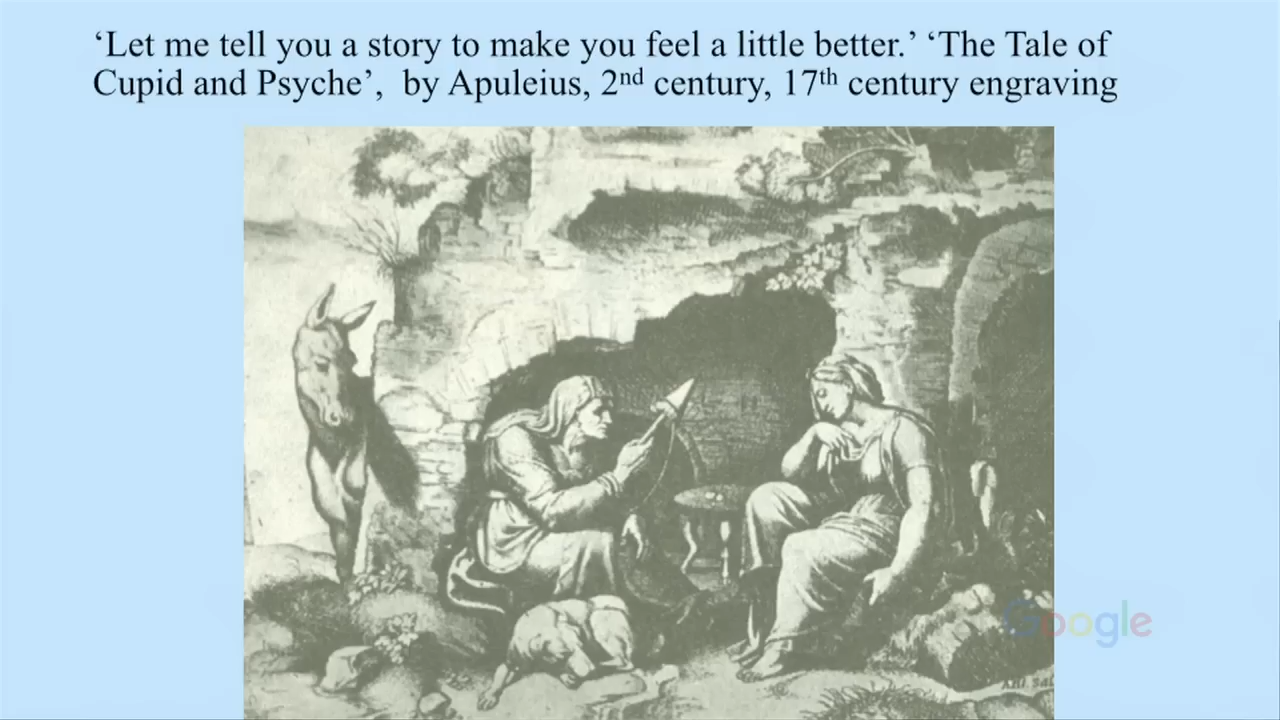 ‘Let me tell you a story to make you feel a little better.’ ‘The Tale of
Cupid and Psyche’, by Apuleius, 2nd century, 17th century engraving
Google